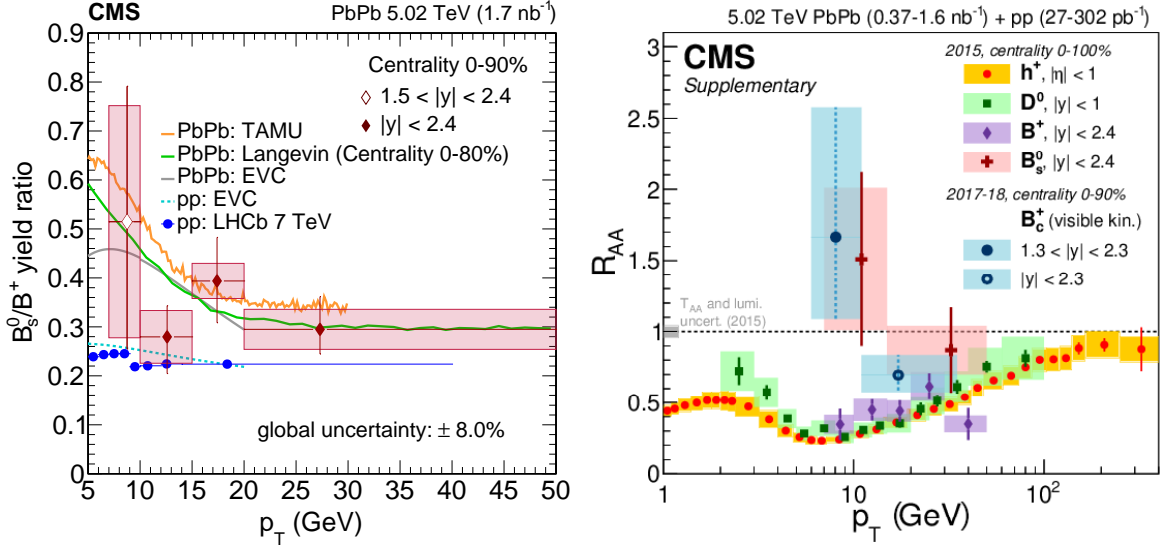 CMS PbPb 5.02 TeV (1.7 nb⁻¹)
0.9
0.8
0.7
0.6
0.5
0.4
0.3
0.2
0.1
0
B⁰ₛ/B⁺ yield ratio
Centrality 0-90%
1.5 < |y| < 2.4
|y| < 2.4
PbPb: TAMU
PbPb: Langevin (Centrality 0-80%)
PbPb: EVC
pp: EVC
pp: LHCb 7 TeV
global uncertainty: ± 8.0%
5 10 15 20 25 30 35 40 45 50
p_T (GeV)
5.02 TeV PbPb (0.37-1.6 nb⁻¹) + pp (27-302 pb⁻¹)
CMS
Supplementary
3
2.5
2
1.5
1
0.5
0
R_AA
2015, centrality 0-100%
h⁺, |η| < 1
D⁰, |y| < 1
B⁺, |y| < 2.4
B⁰ₛ, |y| < 2.4
2017-18, centrality 0-90%
B⁺_c (visible kin.)
1.3 < |y| < 2.3
|y| < 2.3
T_AA and lumi.
uncert. (2015)
1 10 10²
p_T (GeV)